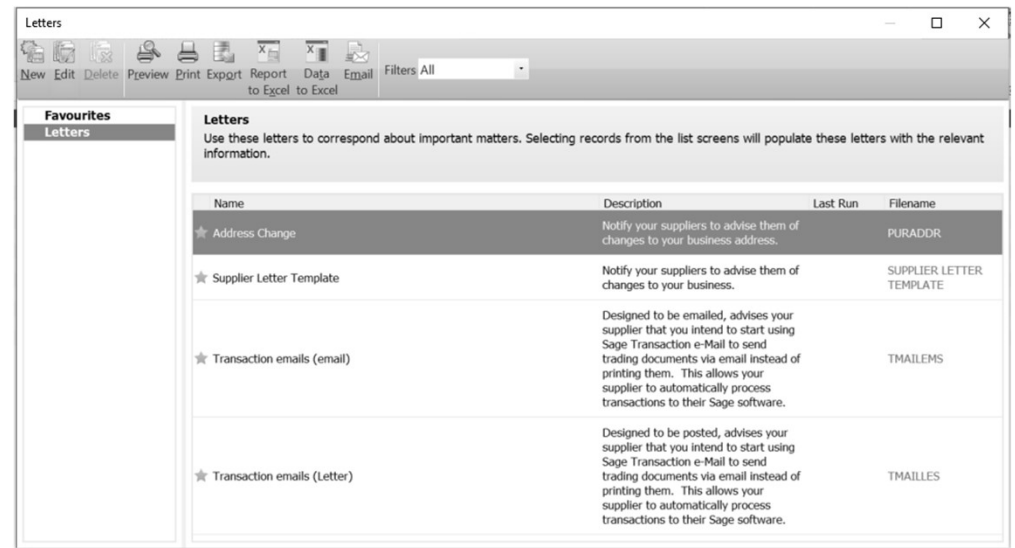 Letters
New Edit Delete Preview Print Export Report to Excel Data to Excel Email Filters All
Favourites
Letters
Letters
Use these letters to correspond about important matters. Selecting records from the list screens will populate these letters with the relevant
information.
Name Description Last Run Filename
Address Change
Notify your suppliers to advise them of
changes to your business address.
PURADDR
Supplier Letter Template
Notify your suppliers to advise them of
changes to your business.
SUPPLIER LETTER
TEMPLATE
Transaction emails (email)
Designed to be emailed, advises your
supplier that you intend to start using
Sage Transaction e-Mail to send
trading documents via email instead of
printing them. This allows your
supplier to automatically process
transactions to their Sage software.
TMAILEMS
Transaction emails (Letter)
Designed to be posted, advises your
supplier that you intend to start using
Sage Transaction e-Mail to send
trading documents via email instead of
printing them. This allows your
supplier to automatically process
transactions to their Sage software.
TMAILLES